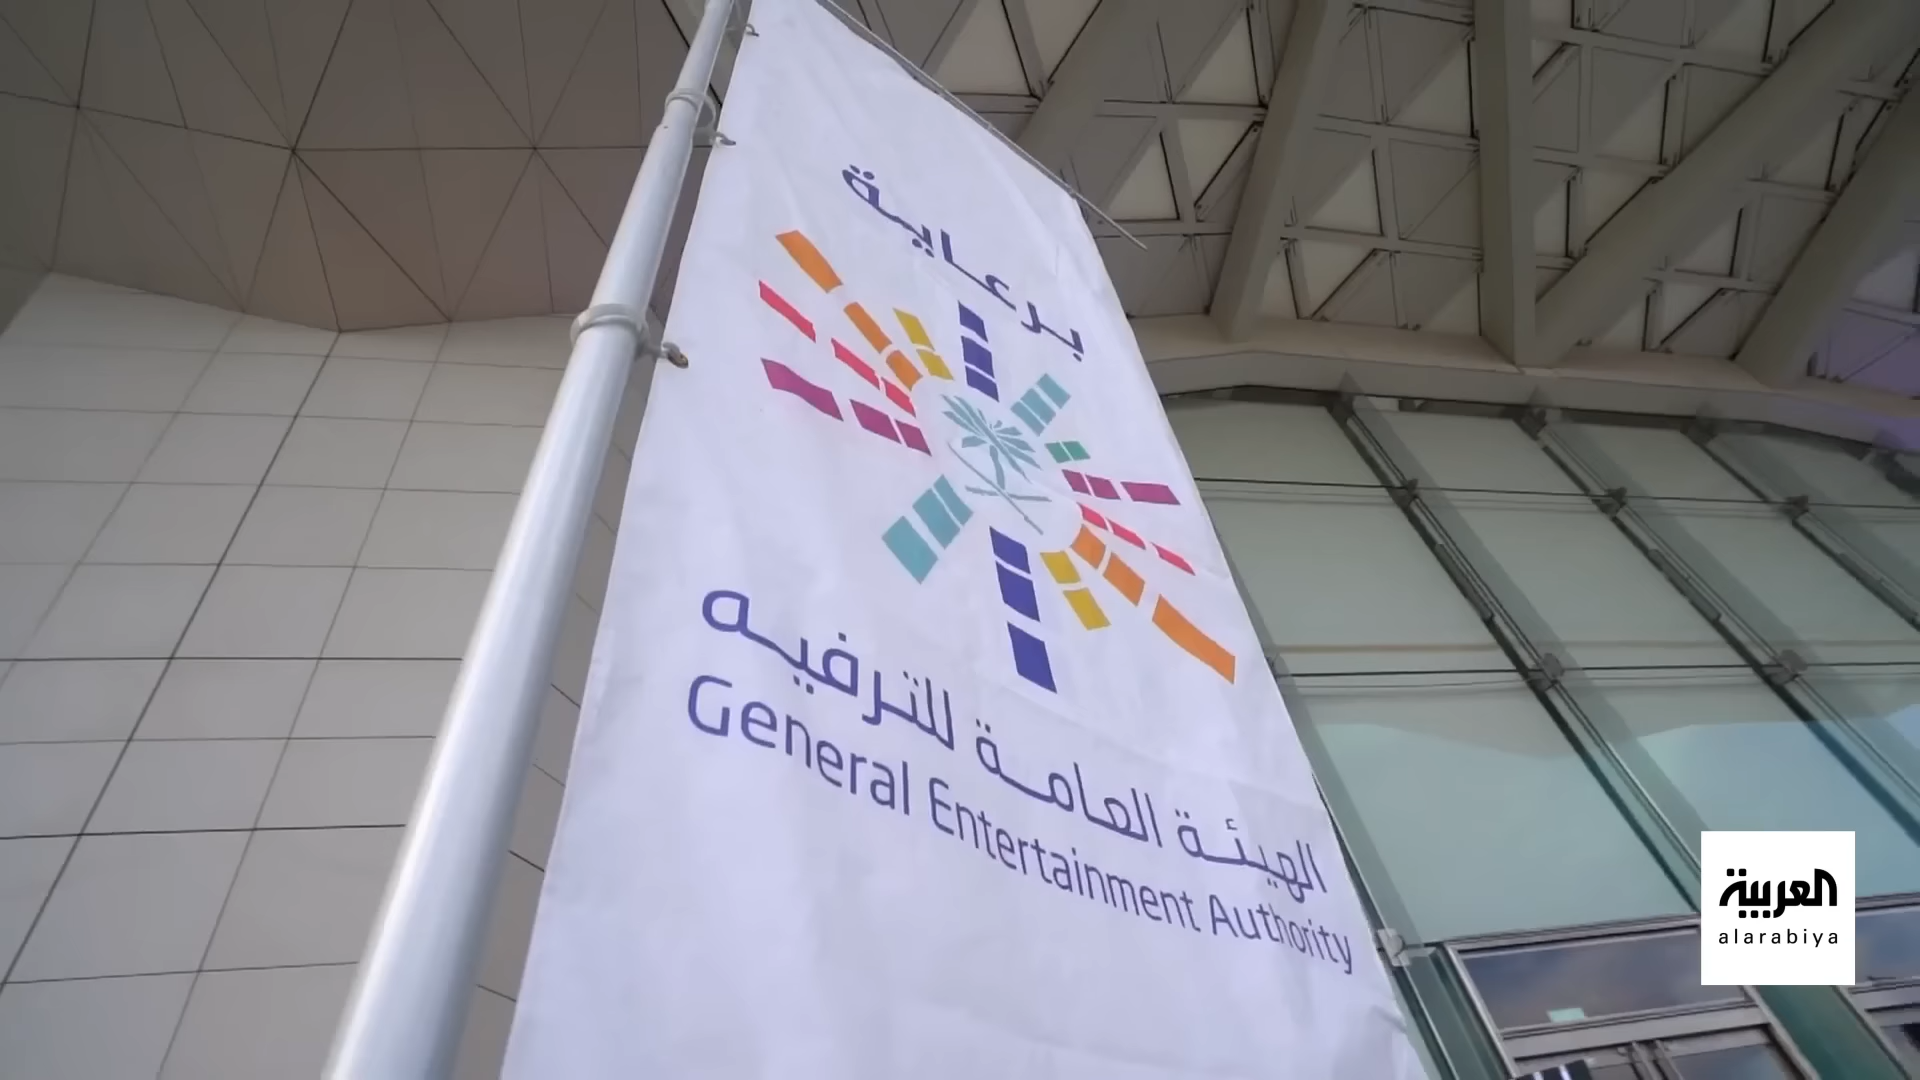 برعاية
الهيئة العامة للترفيه
General Entertainment Authority
العربية
alarabiya